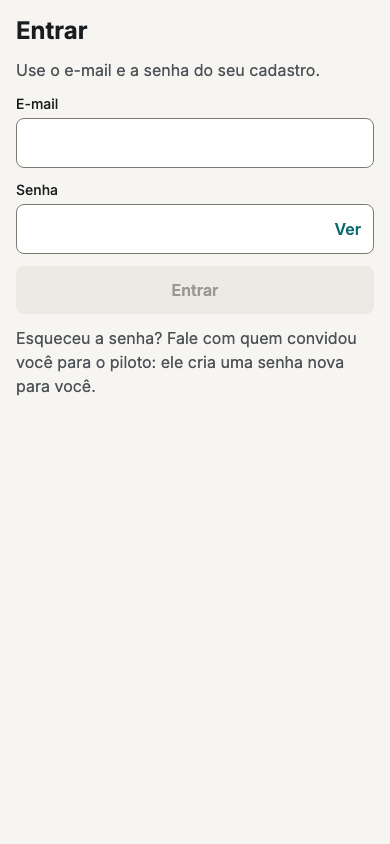 Entrar
Use o e-mail e a senha do seu cadastro.
E-mail
Senha
Ver
Entrar
Esqueceu a senha? Fale com quem convidou
você para o piloto: ele cria uma senha nova
para você.